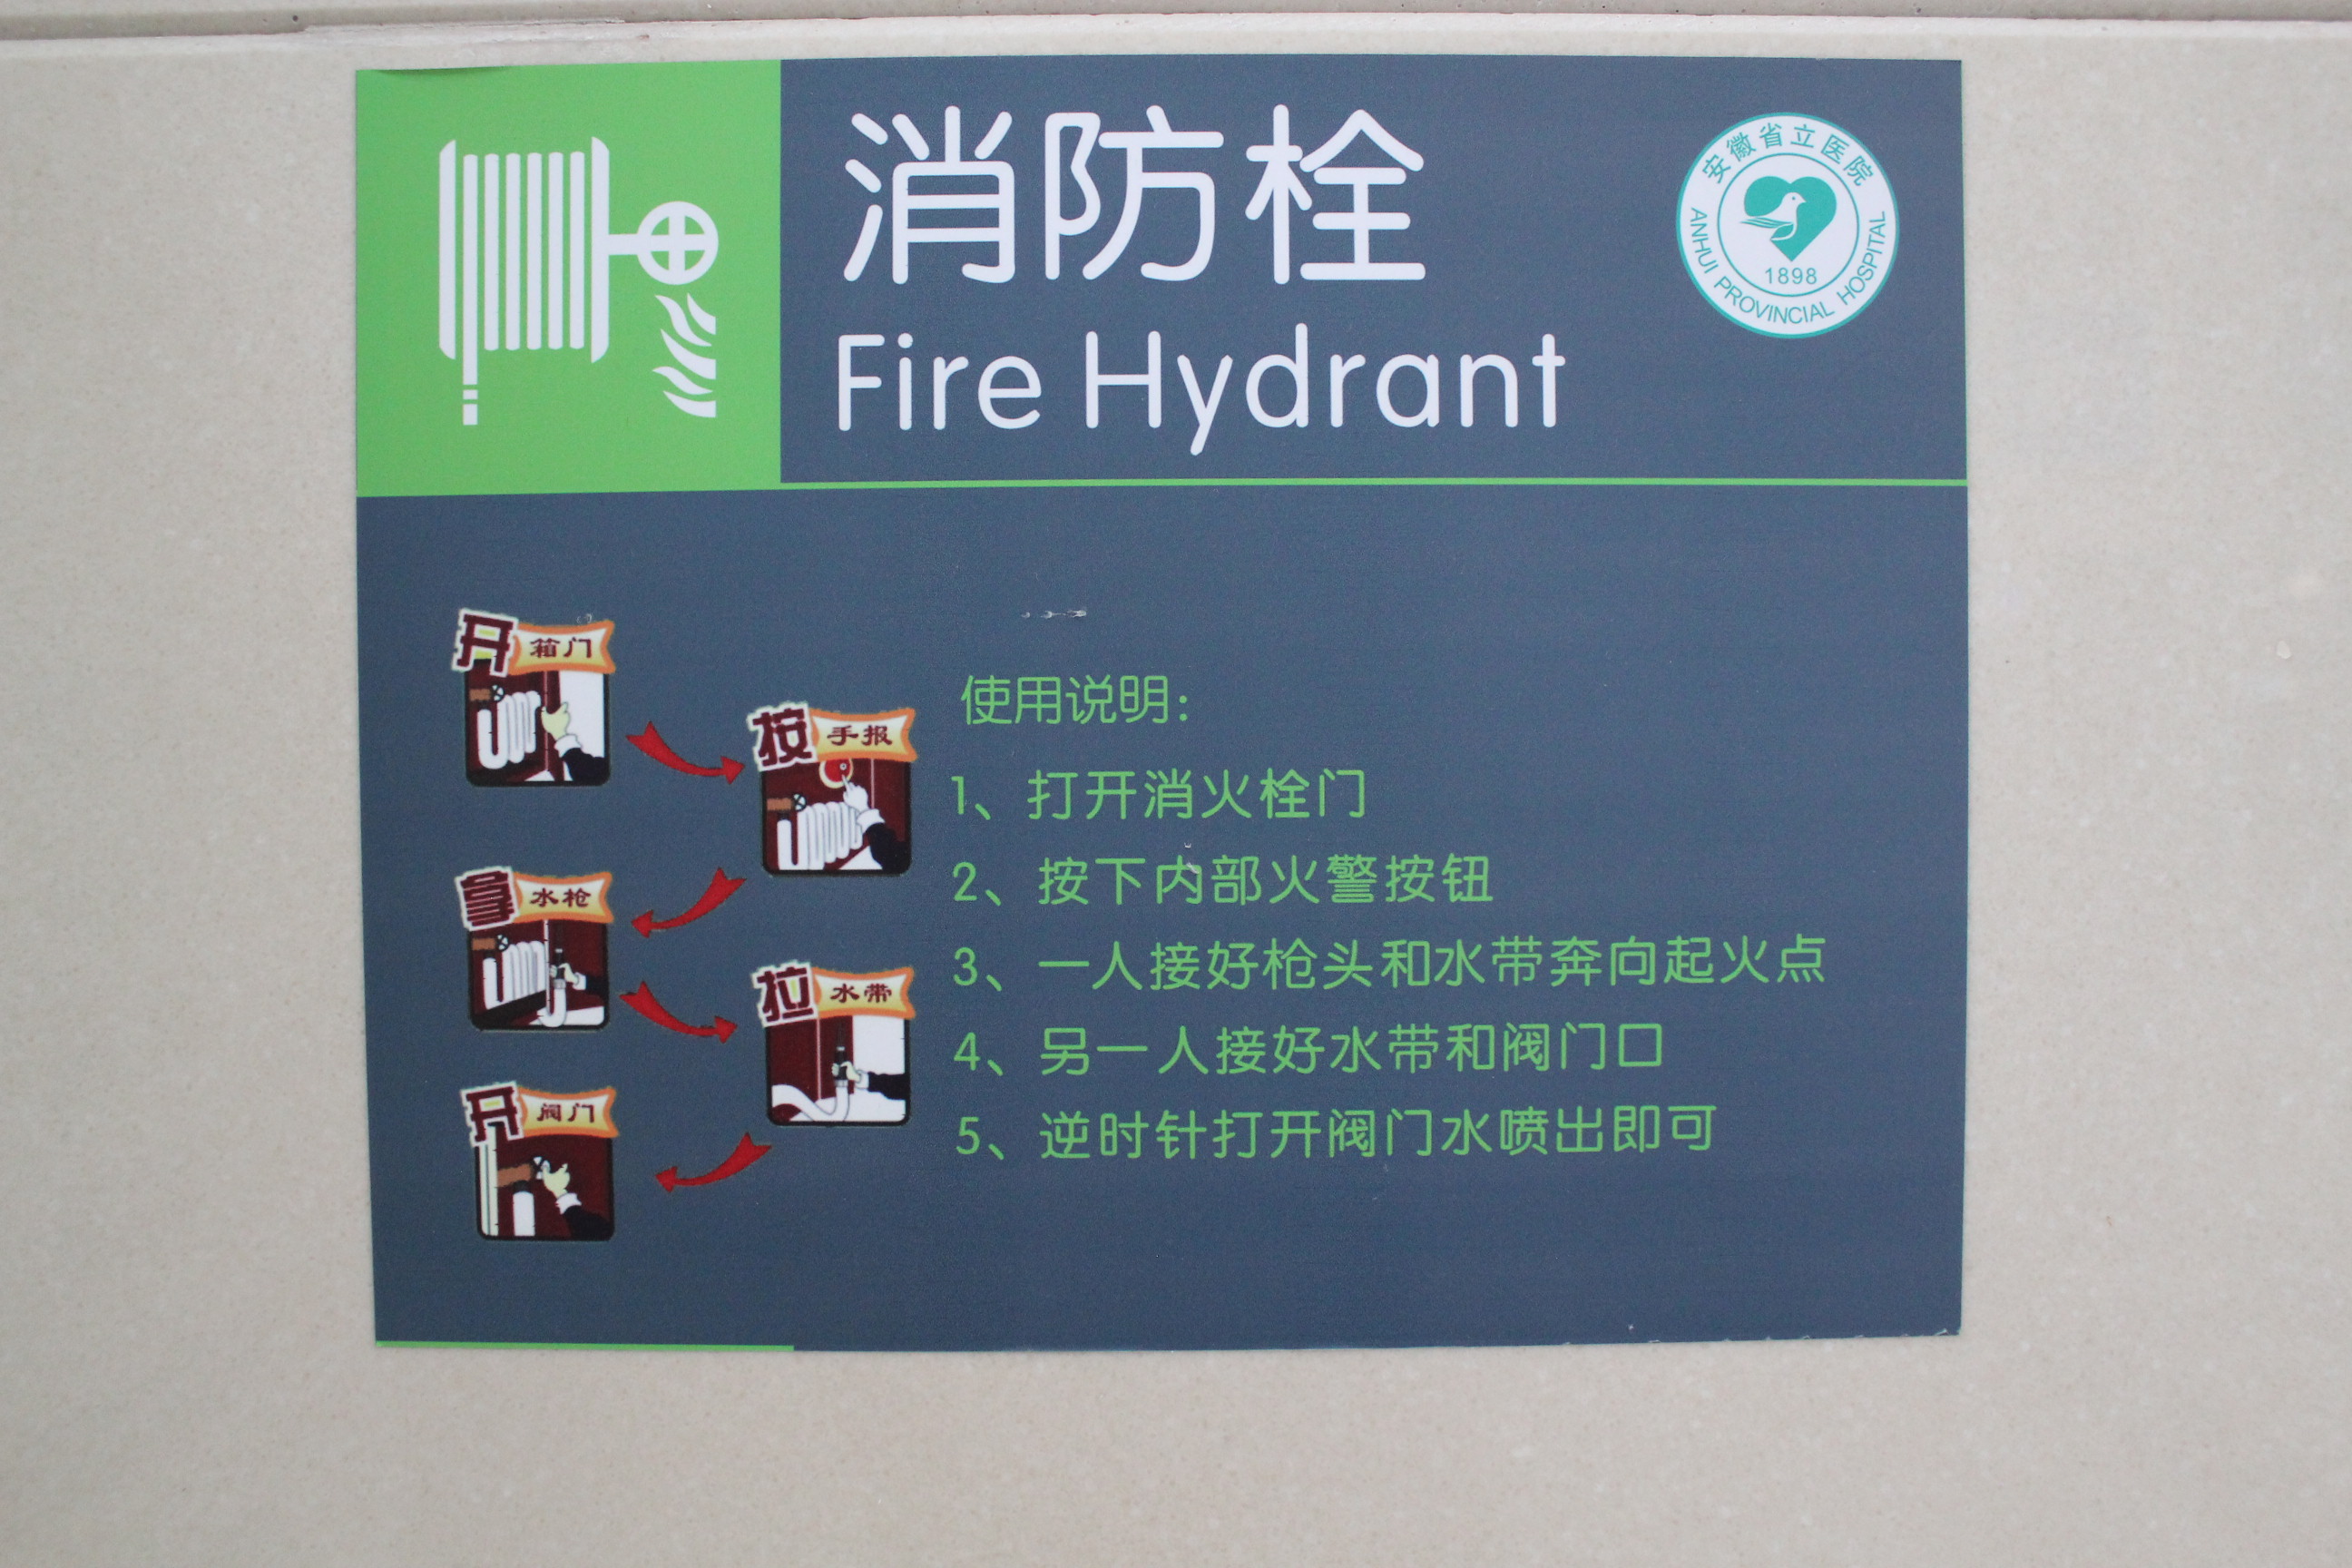 消防栓
Fire Hydrant
安徽省立医院
1898
ANHUI PROVINCIAL HOSPITAL
开箱门
按手报
拿水枪
拉水带
开阀门
使用说明:
1、打开消火栓门
2、按下内部火警按钮
3、一人接好枪头和水带奔向起火点
4、另一人接好水带和阀门口
5、逆时针打开阀门水喷出即可